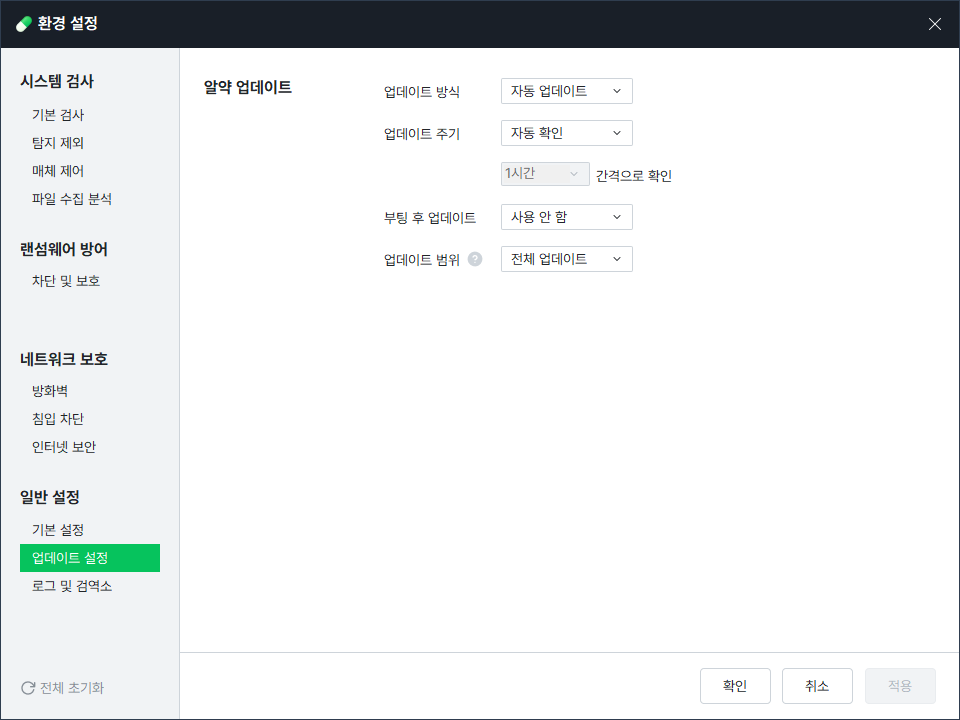 환경 설정
시스템 검사
기본 검사
탐지 제외
매체 제어
파일 수집 분석
랜섬웨어 방어
차단 및 보호
네트워크 보호
방화벽
침입 차단
인터넷 보안
일반 설정
기본 설정
업데이트 설정
로그 및 검역소
전체 초기화
알약 업데이트
업데이트 방식 자동 업데이트
업데이트 주기 자동 확인
1시간 간격으로 확인
부팅 후 업데이트 사용 안 함
업데이트 범위 ? 전체 업데이트
확인 취소 적용